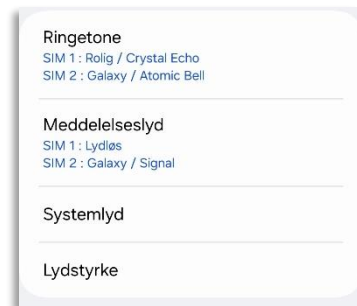 Ringetone
SIM 1 : Rolig / Crystal Echo
SIM 2 : Galaxy / Atomic Bell
Meddelelseslyd
SIM 1 : Lydløs
SIM 2 : Galaxy / Signal
Systemlyd
Lydstyrke